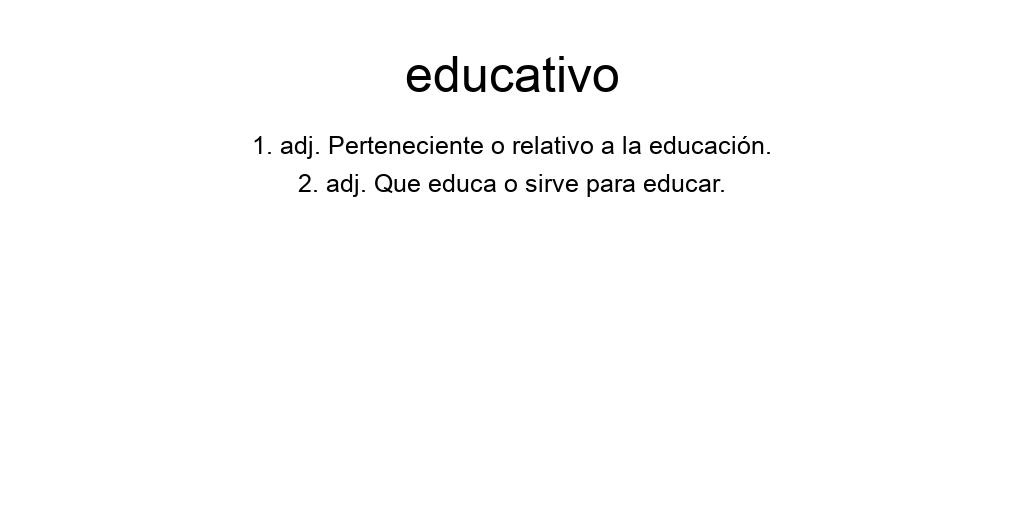 educativo
1. adj. Perteneciente o relativo a la educación.
2. adj. Que educa o sirve para educar.